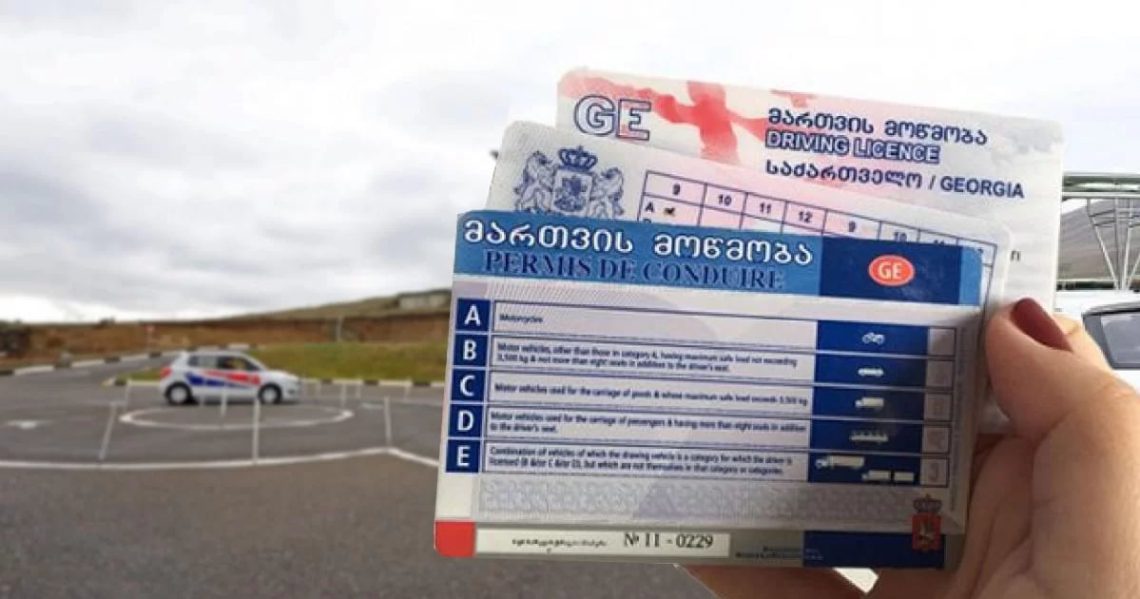 GE
მართვის მოწმობა
DRIVING LICENCE
საქართველო / GEORGIA
9 10 11 12 9 10
A
მართვის მოწმობა
PERMIS DE CONDUIRE
GE
A Motorcycles
B Motor vehicles, other than those in category A, having maximum safe load not exceeding
3,500 kg & not more than eight seats in addition to the driver's seat.
C Motor vehicles used for the carriage of goods & whose maximum safe load exceeds 3,500 kg
D Motor vehicles used for the carriage of passengers & having more than eight seats in addition
to the driver's seat.
E Combination of vehicles of which the drawing vehicle is a category for which the driver is
licensed (B &/or C &/or D), but which are not themselves in that category or categories.
№ II - 0229